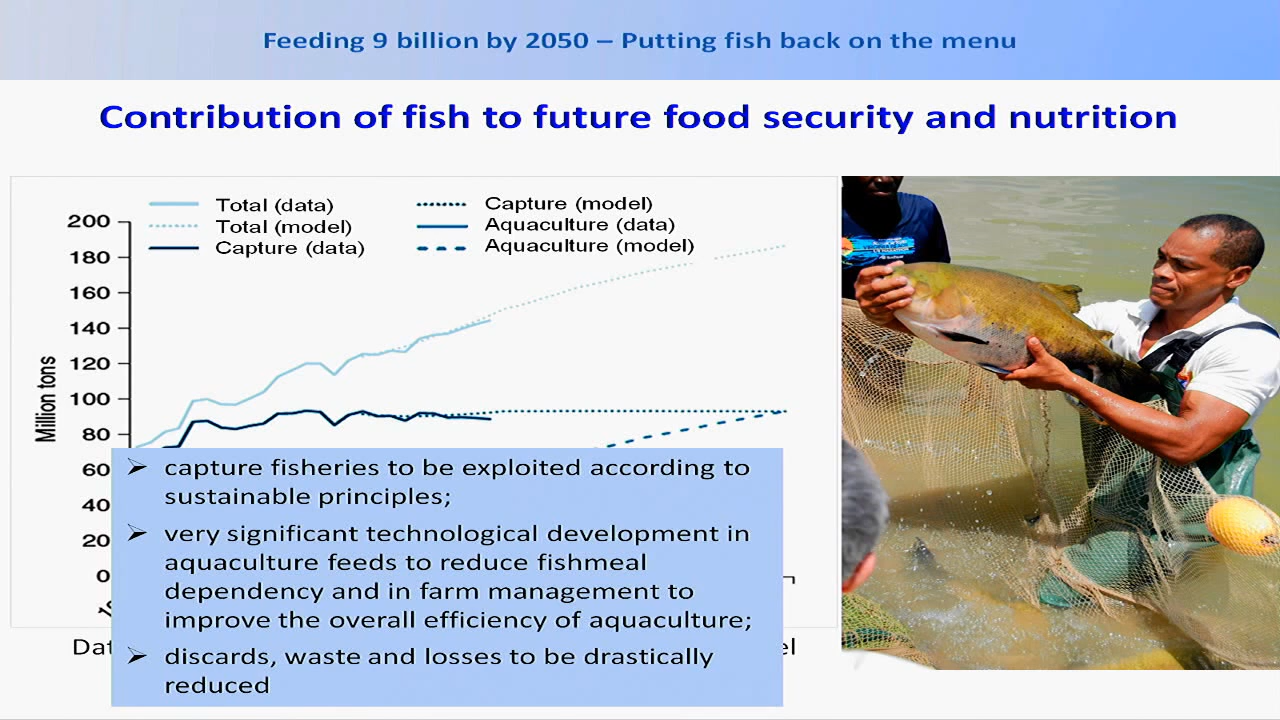 Feeding 9 billion by 2050 – Putting fish back on the menu
Contribution of fish to future food security and nutrition
Total (data)
Total (model)
Capture (data)
Capture (model)
Aquaculture (data)
Aquaculture (model)
Million tons
200
180
160
140
120
100
80
60
40
20
0
➢ capture fisheries to be exploited according to
sustainable principles;
➢ very significant technological development in
aquaculture feeds to reduce fishmeal
dependency and in farm management to
improve the overall efficiency of aquaculture;
➢ discards, waste and losses to be drastically
reduced